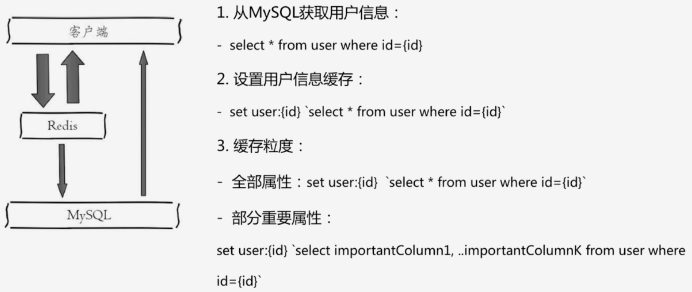 客户端
Redis
MySQL
1. 从MySQL获取用户信息：
- select * from user where id={id}
2. 设置用户信息缓存：
- set user:{id} `select * from user where id={id}`
3. 缓存粒度：
- 全部属性：set user:{id} `select * from user where id={id}`
- 部分重要属性：
set user:{id} `select importantColumn1, ..importantColumnK from user where
id={id}`